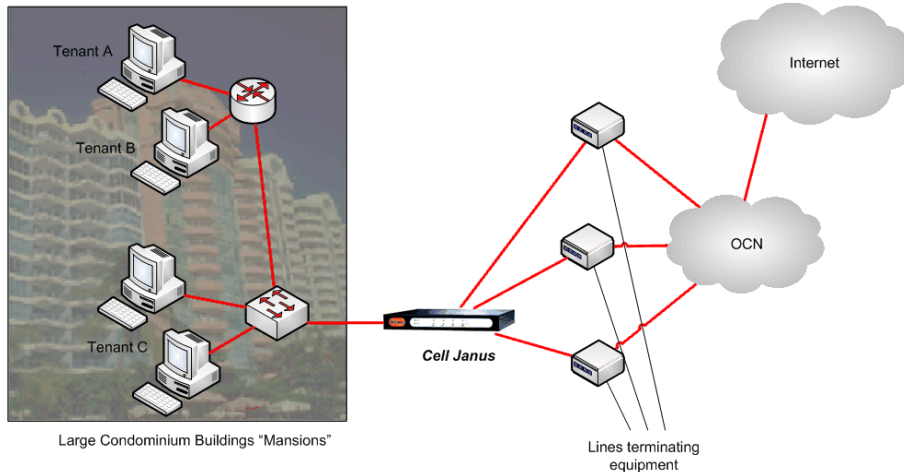 Tenant A
Tenant B
Tenant C
Large Condominium Buildings “Mansions”
Cell Janus
Internet
OCN
Lines terminating
equipment